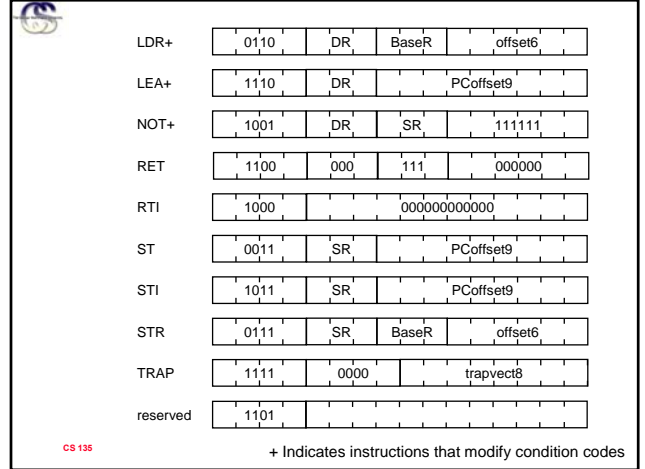 LDR+ 0110 DR BaseR offset6
LEA+ 1110 DR PCoffset9
NOT+ 1001 DR SR 111111
RET 1100 000 111 000000
RTI 1000 000000000000
ST 0011 SR PCoffset9
STI 1011 SR PCoffset9
STR 0111 SR BaseR offset6
TRAP 1111 0000 trapvect8
reserved 1101
CS 135 + Indicates instructions that modify condition codes